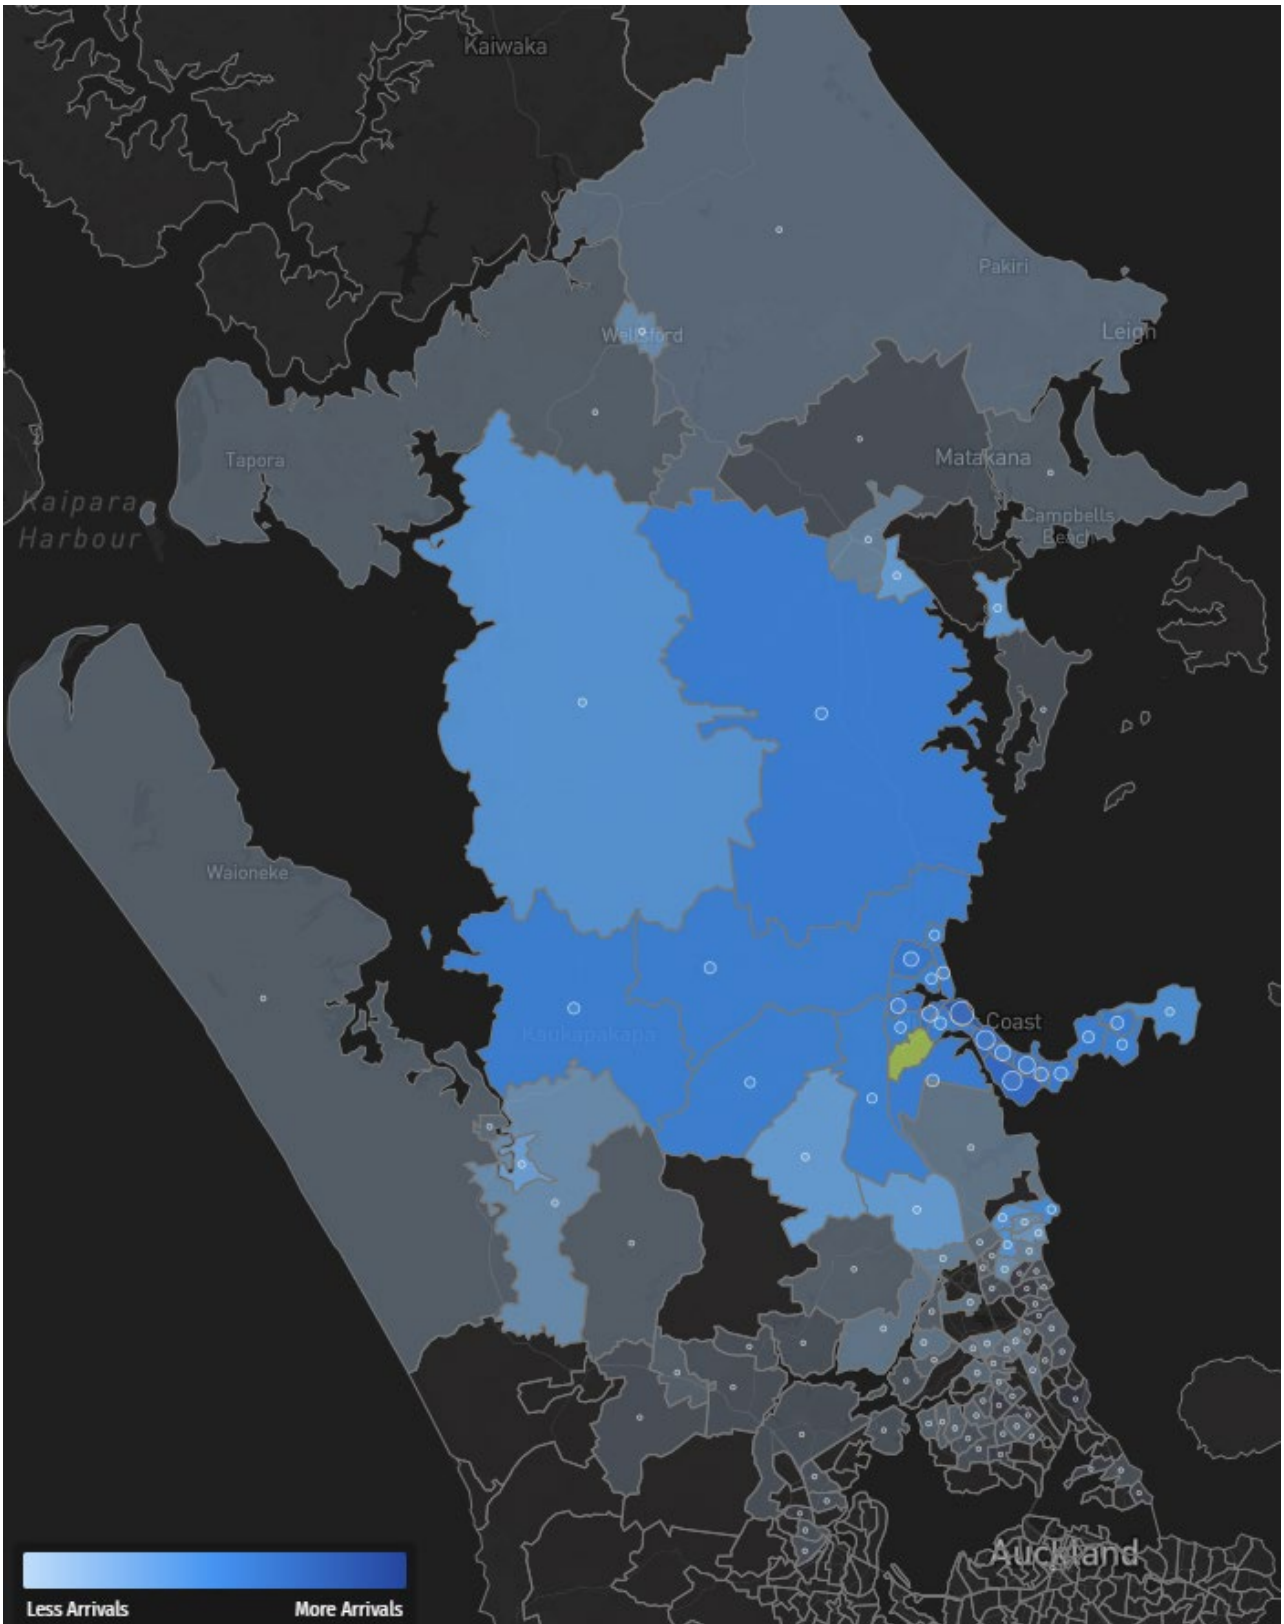 Kaiwaka
Pakiri
Leigh
Wellsford
Matakana
Tapora
Kaipara
Harbour
Campbells
Beach
Waioneke
Coast
Kaukapakapa
Auckland
Less Arrivals
More Arrivals